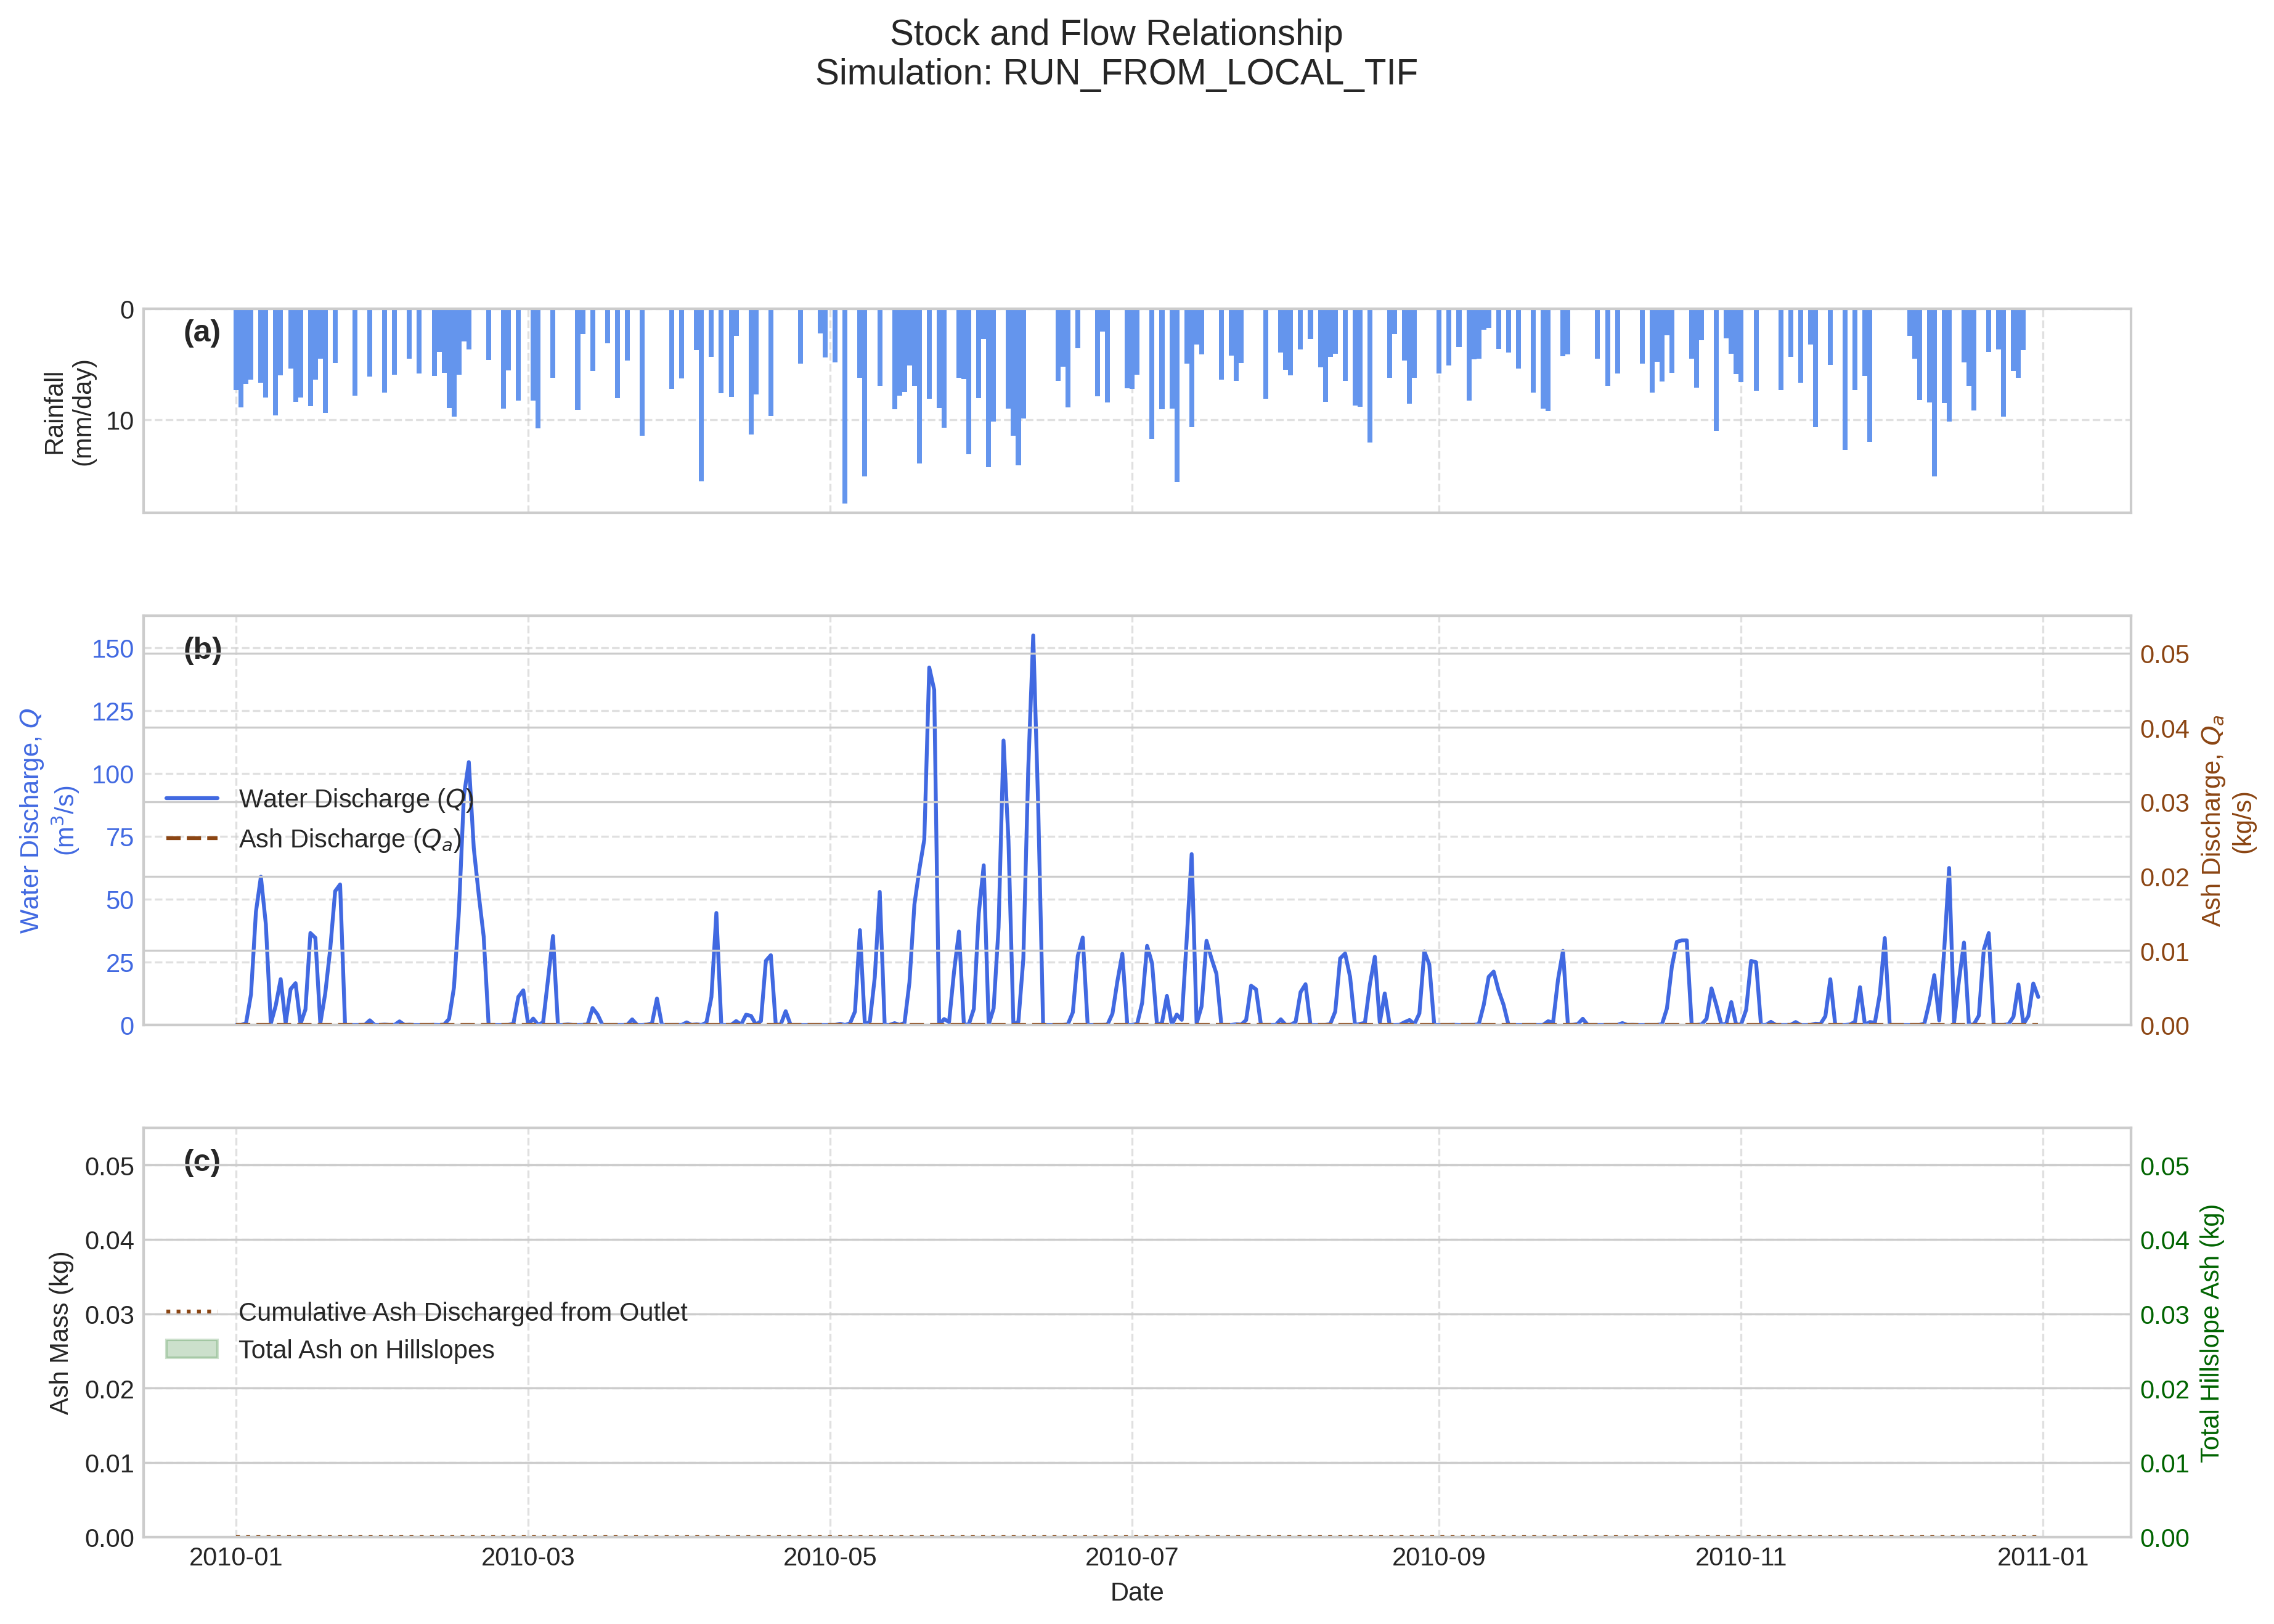 Stock and Flow Relationship
Simulation: RUN_FROM_LOCAL_TIF
(a)
Rainfall
(mm/day)
0
10
(b)
Water Discharge, Q
(m³/s)
150
125
100
75
50
25
0
Water Discharge (Q)
Ash Discharge (Qₐ)
0.05
0.04
0.03
0.02
0.01
0.00
Ash Discharge, Qₐ
(kg/s)
(c)
Ash Mass (kg)
0.05
0.04
0.03
0.02
0.01
0.00
Cumulative Ash Discharged from Outlet
Total Ash on Hillslopes
0.05
0.04
0.03
0.02
0.01
0.00
Total Hillslope Ash (kg)
2010-01 2010-03 2010-05 2010-07 2010-09 2010-11 2011-01
Date